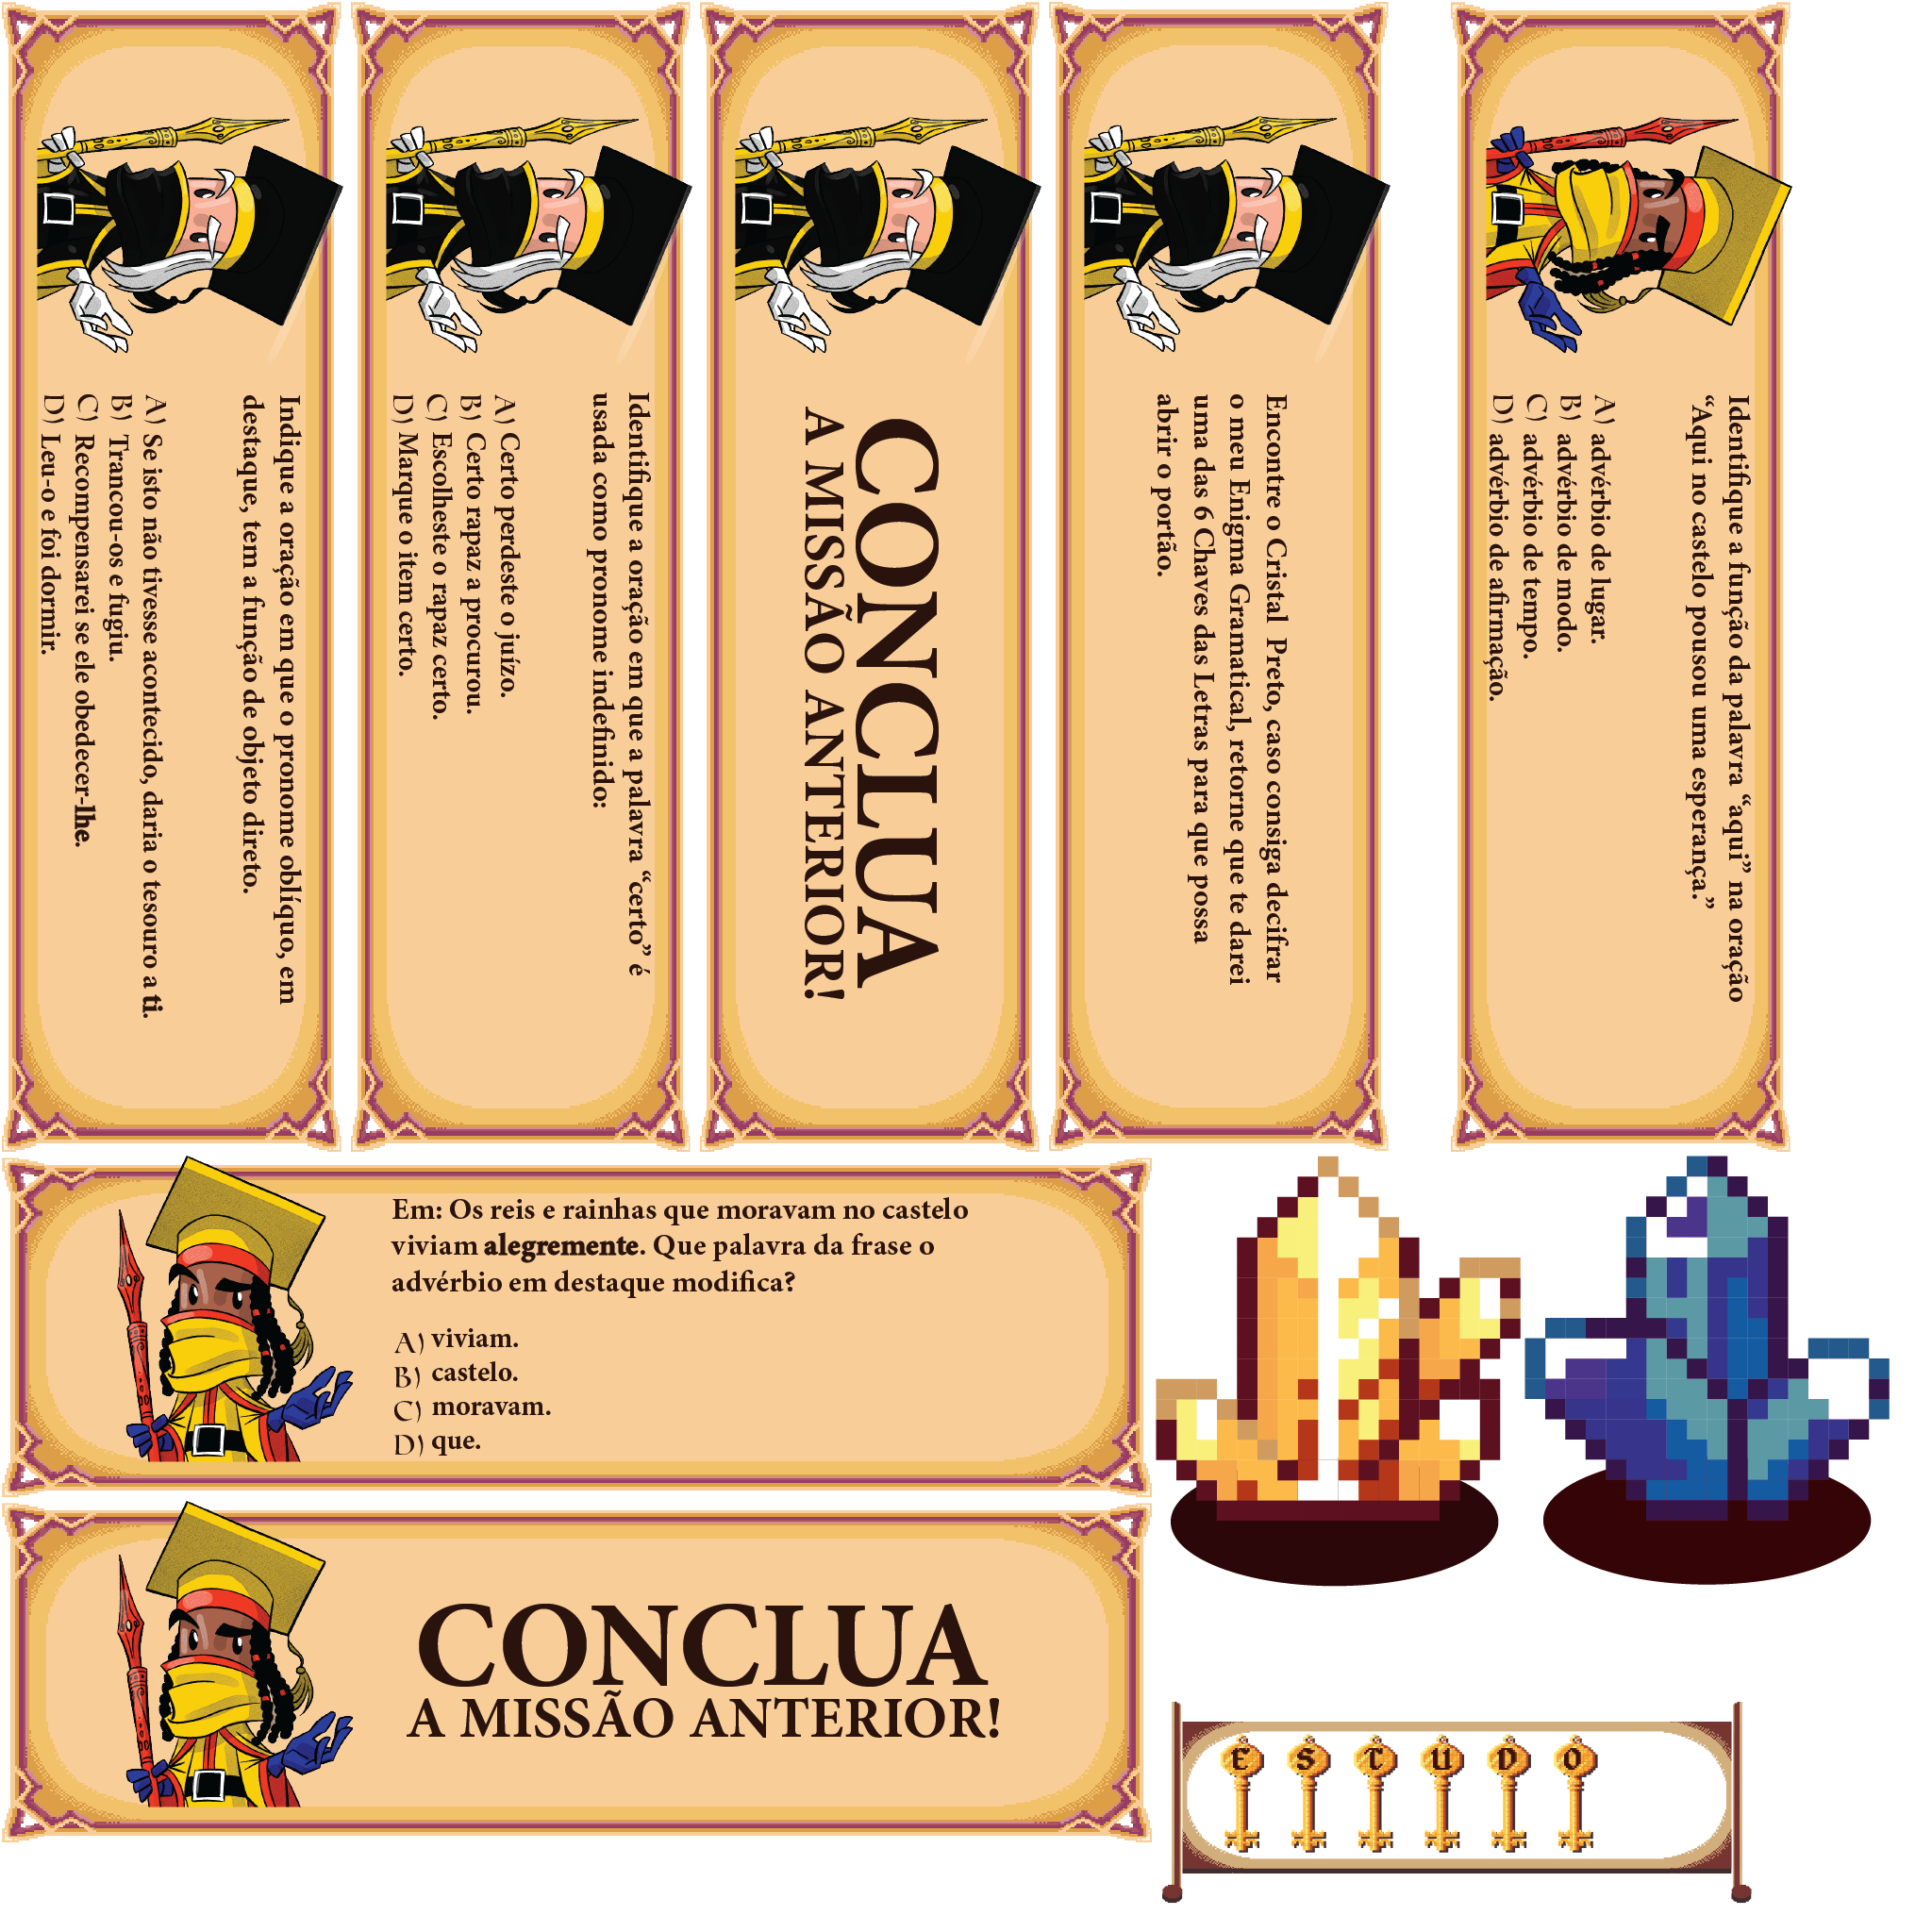 Indique a oração em que o pronome oblíquo, em
destaque, tem a função de objeto direto.
A) Se isto não tivesse acontecido, daria o tesouro a ti.
B) Trancou-os e fugiu.
C) Recompensarei se ele obedecer-lhe.
D) Leu-o e foi dormir.
Identifique a oração em que a palavra “certo” é
usada como pronome indefinido:
A) Certo perdeste o juízo.
B) Certo rapaz a procurou.
C) Escolheste o rapaz certo.
D) Marque o item certo.
CONCLUA
A MISSÃO ANTERIOR!
Encontre o Cristal Preto, caso consiga decifrar
o meu Enigma Gramatical, retorne que te darei
uma das 6 Chaves das Letras para que possa
abrir o portão.
Identifique a função da palavra “aqui” na oração
“Aqui no castelo pousou uma esperança.”
A) advérbio de lugar.
B) advérbio de modo.
C) advérbio de tempo.
D) advérbio de afirmação.
Em: Os reis e rainhas que moravam no castelo
viviam alegremente. Que palavra da frase o
advérbio em destaque modifica?
A) viviam.
B) castelo.
C) moravam.
D) que.
CONCLUA
A MISSÃO ANTERIOR!
E S T U D O